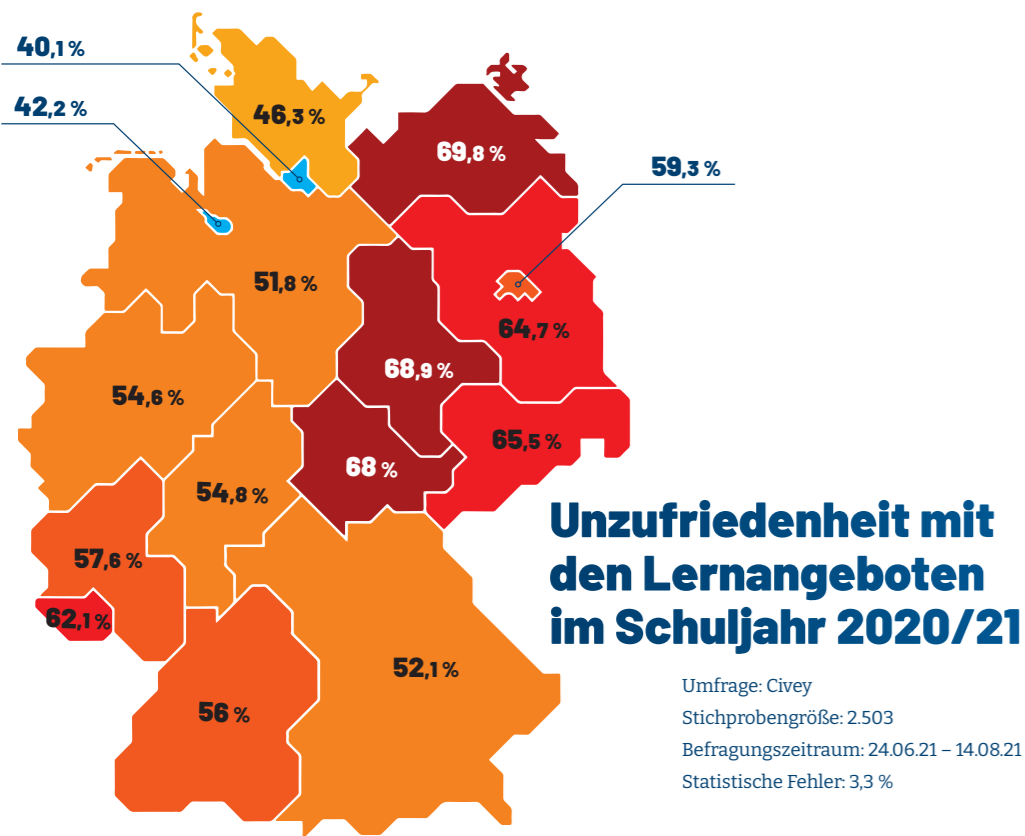 40,1 %
42,2 %
46,3 %
69,8 %
59,3 %
51,8 %
64,7 %
68,9 %
54,6 %
65,5 %
68 %
54,8 %
57,6 %
62,1 %
52,1 %
56 %
Unzufriedenheit mit
den Lernangeboten
im Schuljahr 2020/21
Umfrage: Civey
Stichprobengröße: 2.503
Befragungszeitraum: 24.06.21 – 14.08.21
Statistische Fehler: 3,3 %